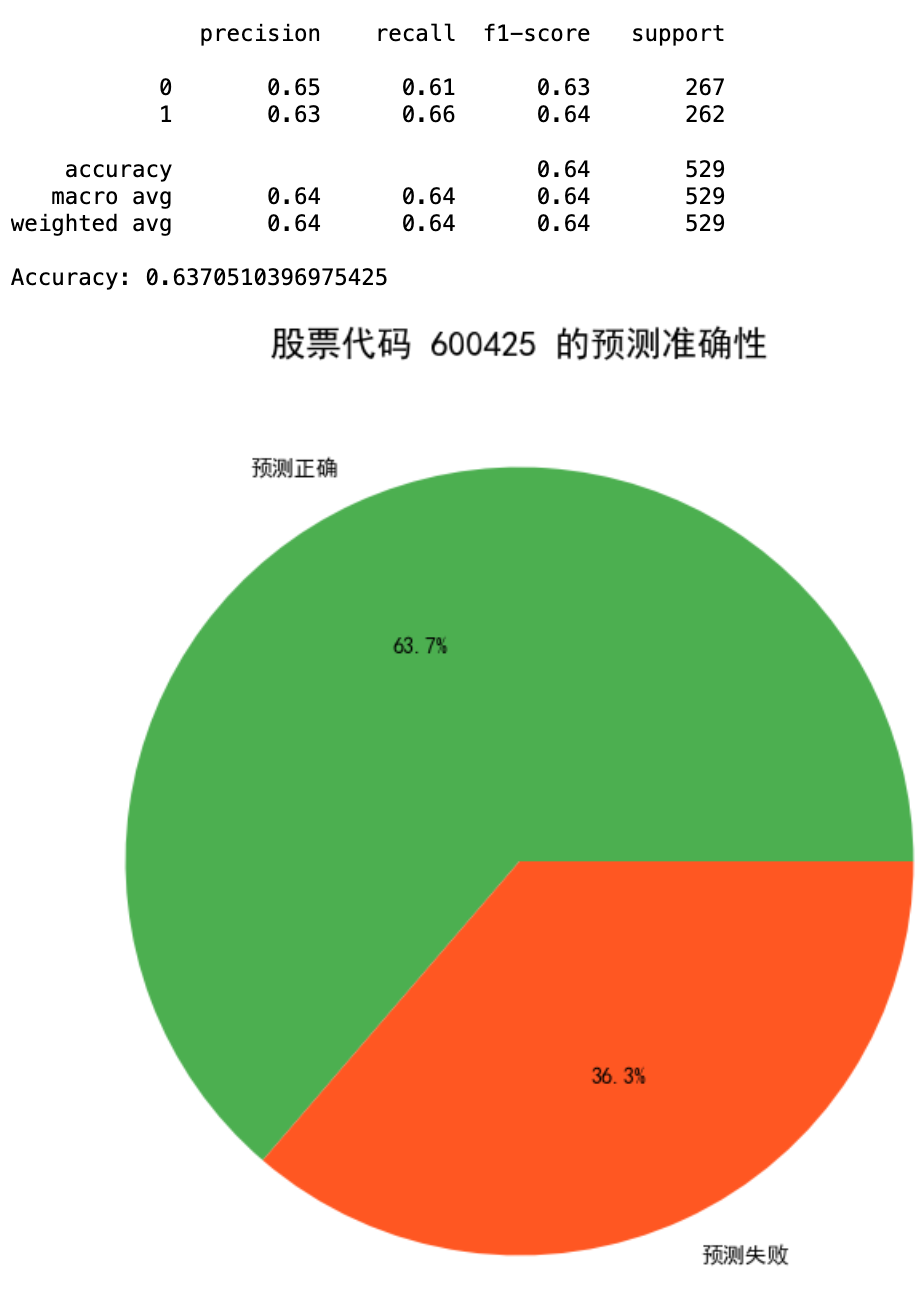 precision recall f1-score support
0 0.65 0.61 0.63 267
1 0.63 0.66 0.64 262
accuracy 0.64 529
macro avg 0.64 0.64 0.64 529
weighted avg 0.64 0.64 0.64 529
Accuracy: 0.6370510396975425
股票代码 600425 的预测准确性
预测正确
63.7%
36.3%
预测失败